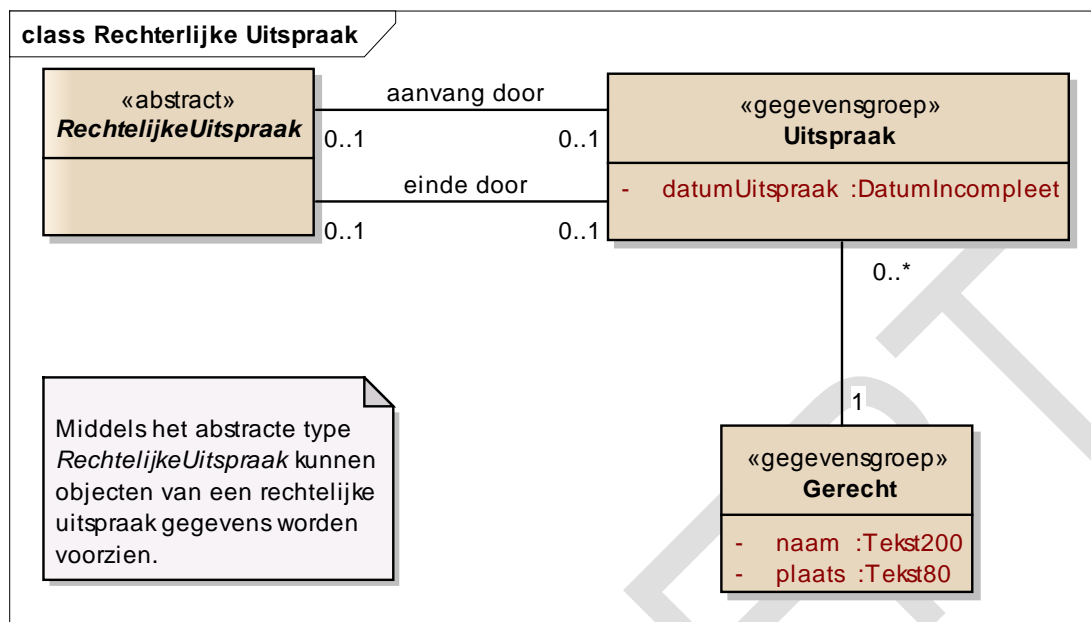 class Rechterlijke Uitspraak
«abstract»
RechtelijkeUitspraak
aanvang door
0..1
0..1
einde door
0..1
0..1
«gegevensgroep»
Uitspraak
- datumUitspraak :DatumIncompleet
0..*
1
Middels het abstracte type
RechtelijkeUitspraak kunnen
objecten van een rechtelijke
uitspraak gegevens worden
voorzien.
«gegevensgroep»
Gerecht
- naam :Tekst200
- plaats :Tekst80